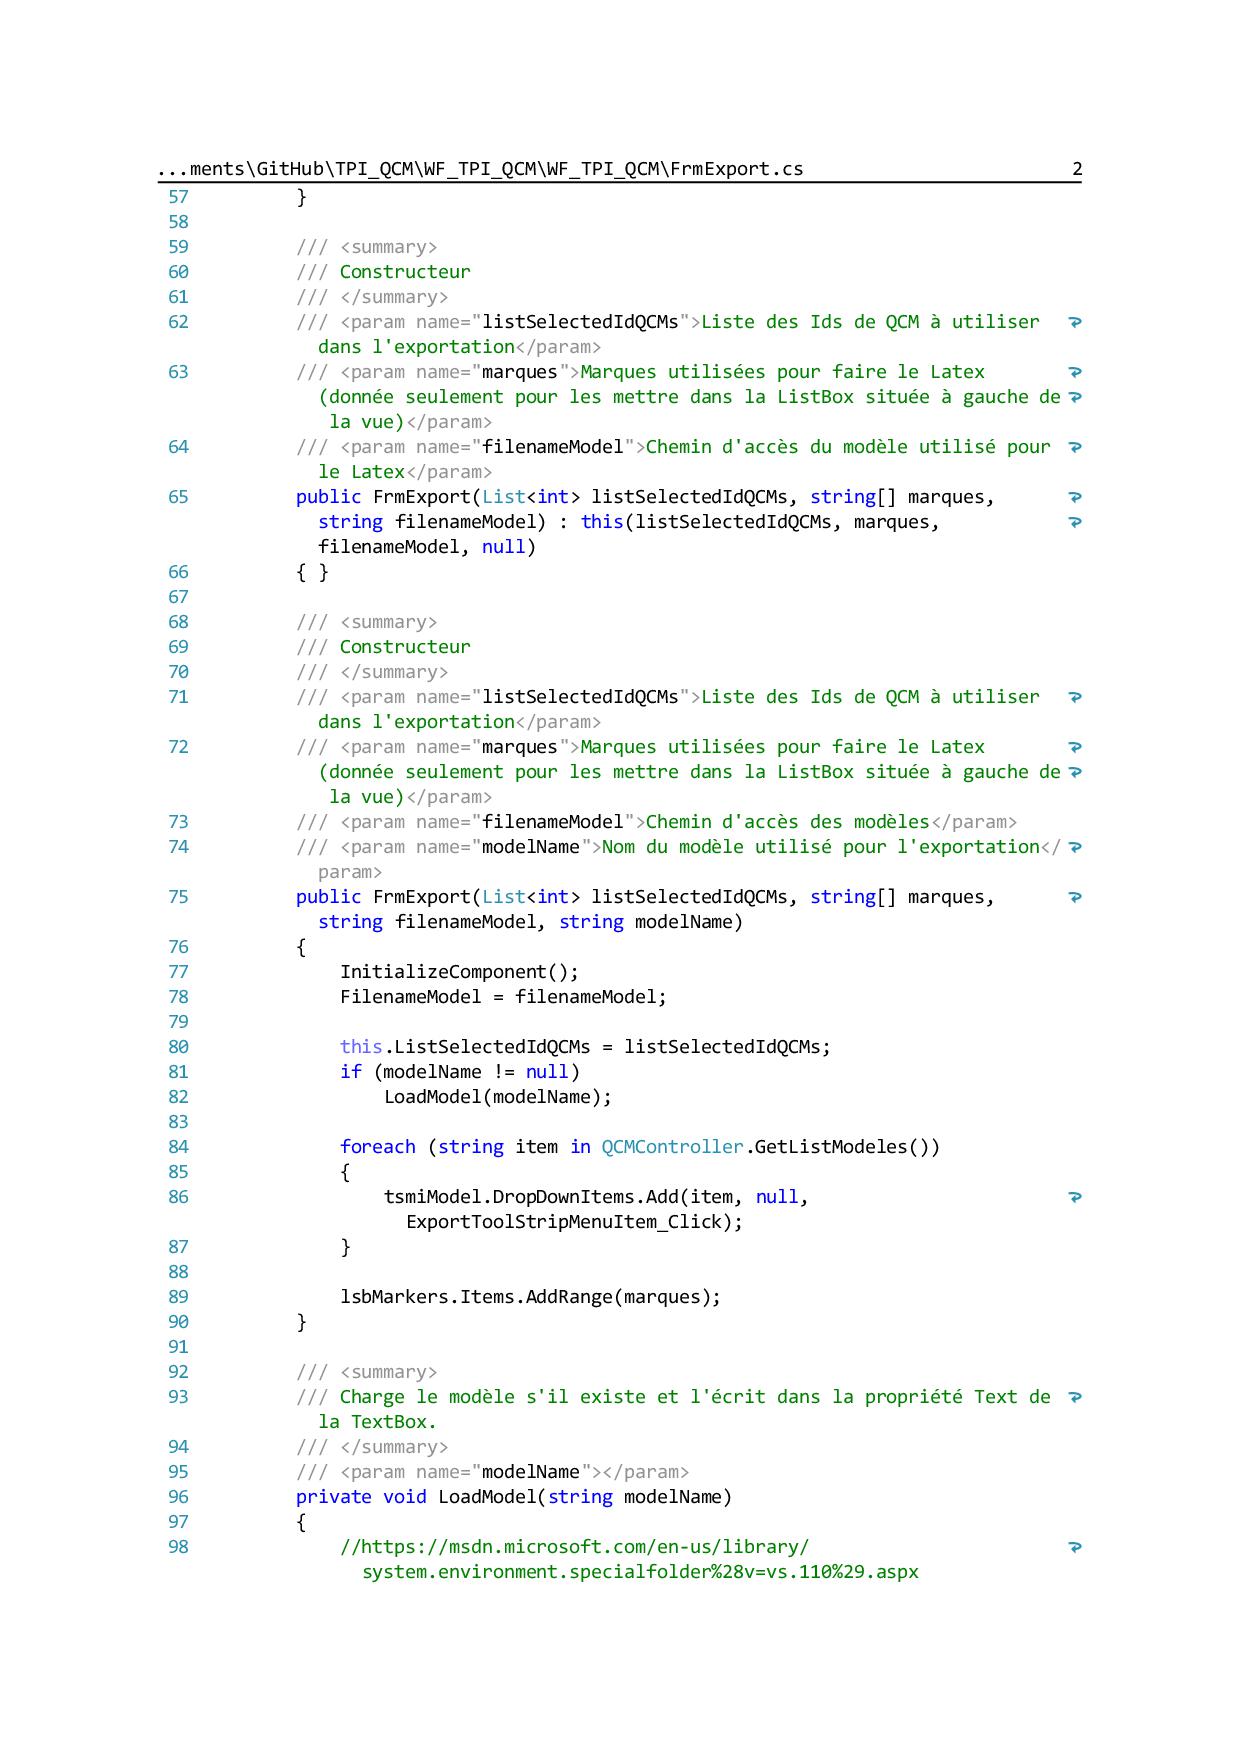 ...ments\GitHub\TPI_QCM\WF_TPI_QCM\WF_TPI_QCM\FrmExport.cs 2
57 }
58
59 /// <summary>
60 /// Constructeur
61 /// </summary>
62 /// <param name="listSelectedIdQCMs">Liste des Ids de QCM à utiliser
dans l'exportation</param>
63 /// <param name="marques">Marques utilisées pour faire le Latex
(donnée seulement pour les mettre dans la ListBox située à gauche de
la vue)</param>
64 /// <param name="filenameModel">Chemin d'accès du modèle utilisé pour
le Latex</param>
65 public FrmExport(List<int> listSelectedIdQCMs, string[] marques,
string filenameModel) : this(listSelectedIdQCMs, marques,
filenameModel, null)
66 { }
67
68 /// <summary>
69 /// Constructeur
70 /// </summary>
71 /// <param name="listSelectedIdQCMs">Liste des Ids de QCM à utiliser
dans l'exportation</param>
72 /// <param name="marques">Marques utilisées pour faire le Latex
(donnée seulement pour les mettre dans la ListBox située à gauche de
la vue)</param>
73 /// <param name="filenameModel">Chemin d'accès des modèles</param>
74 /// <param name="modelName">Nom du modèle utilisé pour l'exportation</
param>
75 public FrmExport(List<int> listSelectedIdQCMs, string[] marques,
string filenameModel, string modelName)
76 {
77 InitializeComponent();
78 FilenameModel = filenameModel;
79
80 this.ListSelectedIdQCMs = listSelectedIdQCMs;
81 if (modelName != null)
82 LoadModel(modelName);
83
84 foreach (string item in QCMController.GetListModeles())
85 {
86 tsmiModel.DropDownItems.Add(item, null,
ExportToolStripMenuItem_Click);
87 }
88
89 lsbMarkers.Items.AddRange(marques);
90 }
91
92 /// <summary>
93 /// Charge le modèle s'il existe et l'écrit dans la propriété Text de
la TextBox.
94 /// </summary>
95 /// <param name="modelName"></param>
96 private void LoadModel(string modelName)
97 {
98 //https://msdn.microsoft.com/en-us/library/
system.environment.specialfolder%28v=vs.110%29.aspx